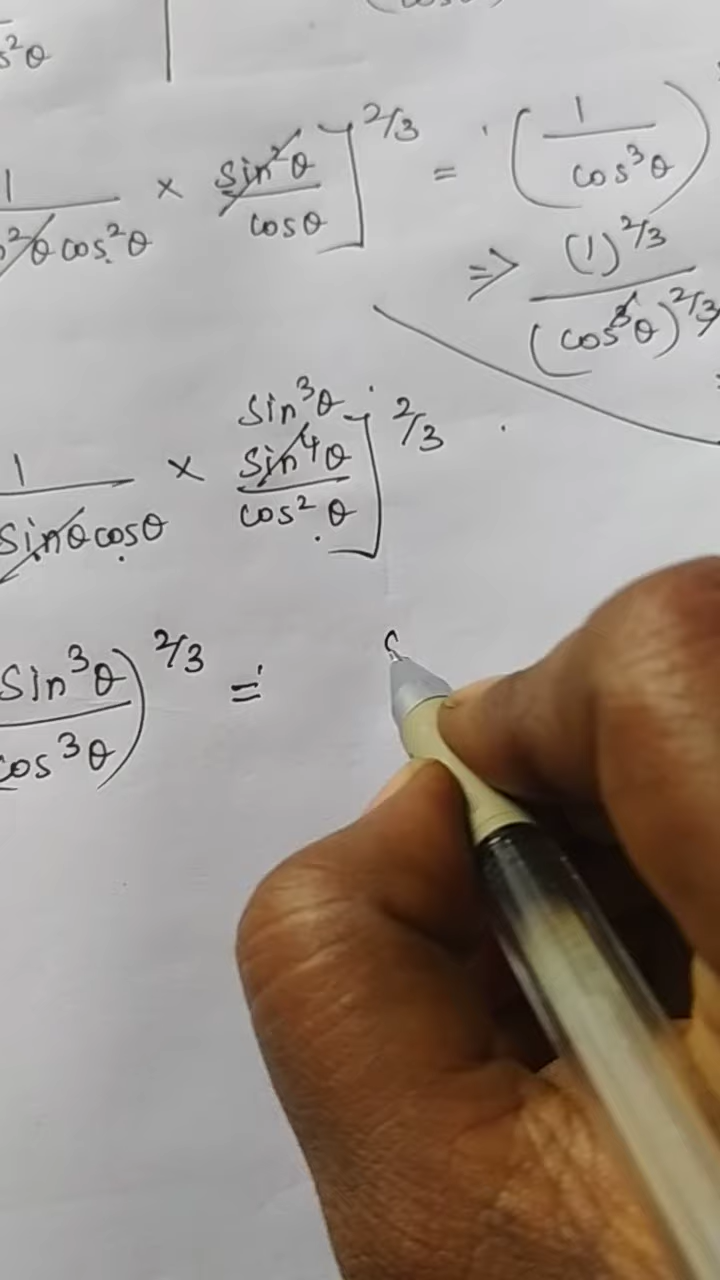 s²θ
1 / θ cos²θ × sin²θ / cosθ ]^2/3 = (1 / cos³θ)
⇒ (1)^2/3 / (cos³θ)^2/3
1 / sinθ cosθ × sin³θ sin⁴θ / cos²θ ]^2/3
sin³θ / cos³θ )^2/3 =